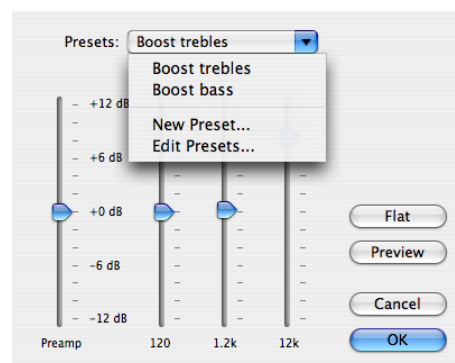 Presets: Boost trebles
Boost trebles
Boost bass
New Preset...
Edit Presets...
+12 dB
+6 dB
+0 dB
-6 dB
-12 dB
Preamp 120 1.2k 12k
Flat
Preview
Cancel
OK